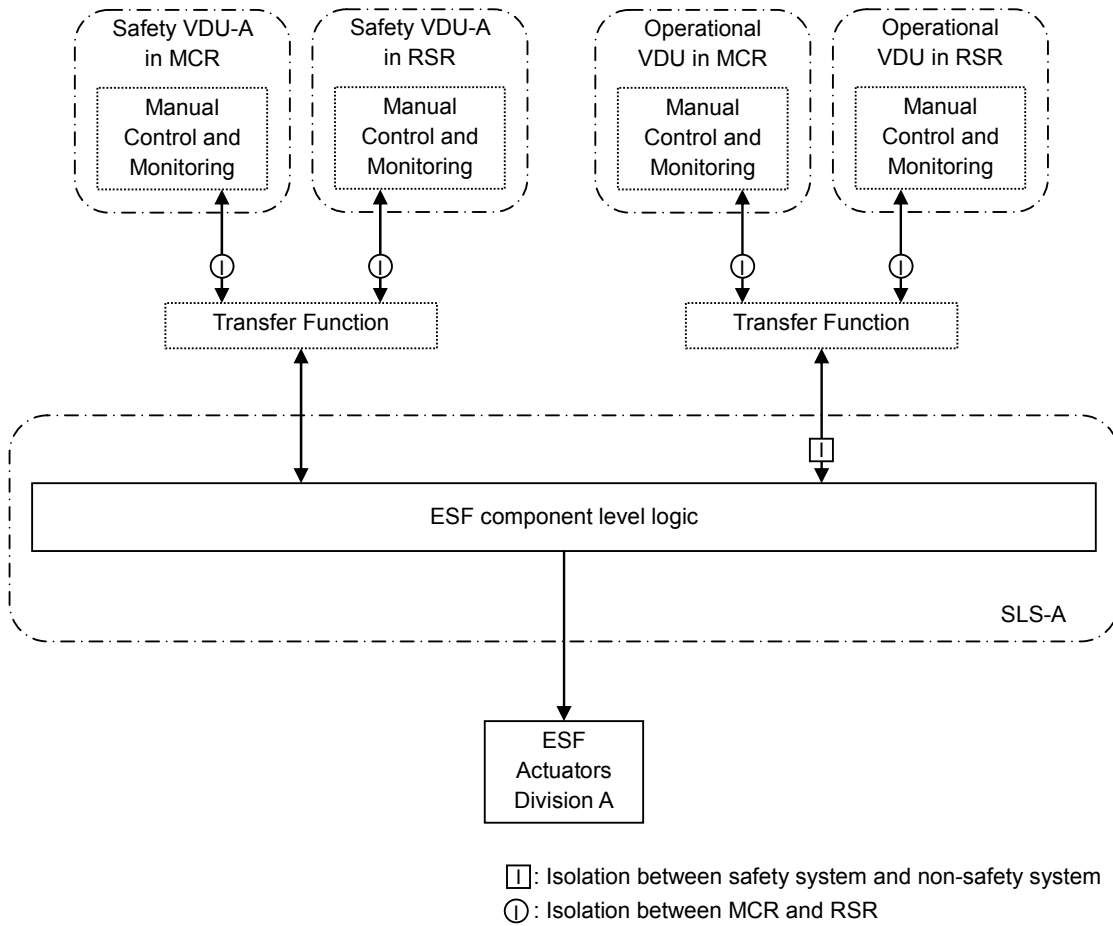 Safety VDU-A
in MCR
Manual
Control and
Monitoring
Safety VDU-A
in RSR
Manual
Control and
Monitoring
Operational
VDU in MCR
Manual
Control and
Monitoring
Operational
VDU in RSR
Manual
Control and
Monitoring
I
I
I
I
Transfer Function
Transfer Function
I
ESF component level logic
SLS-A
ESF
Actuators
Division A
I : Isolation between safety system and non-safety system
I : Isolation between MCR and RSR